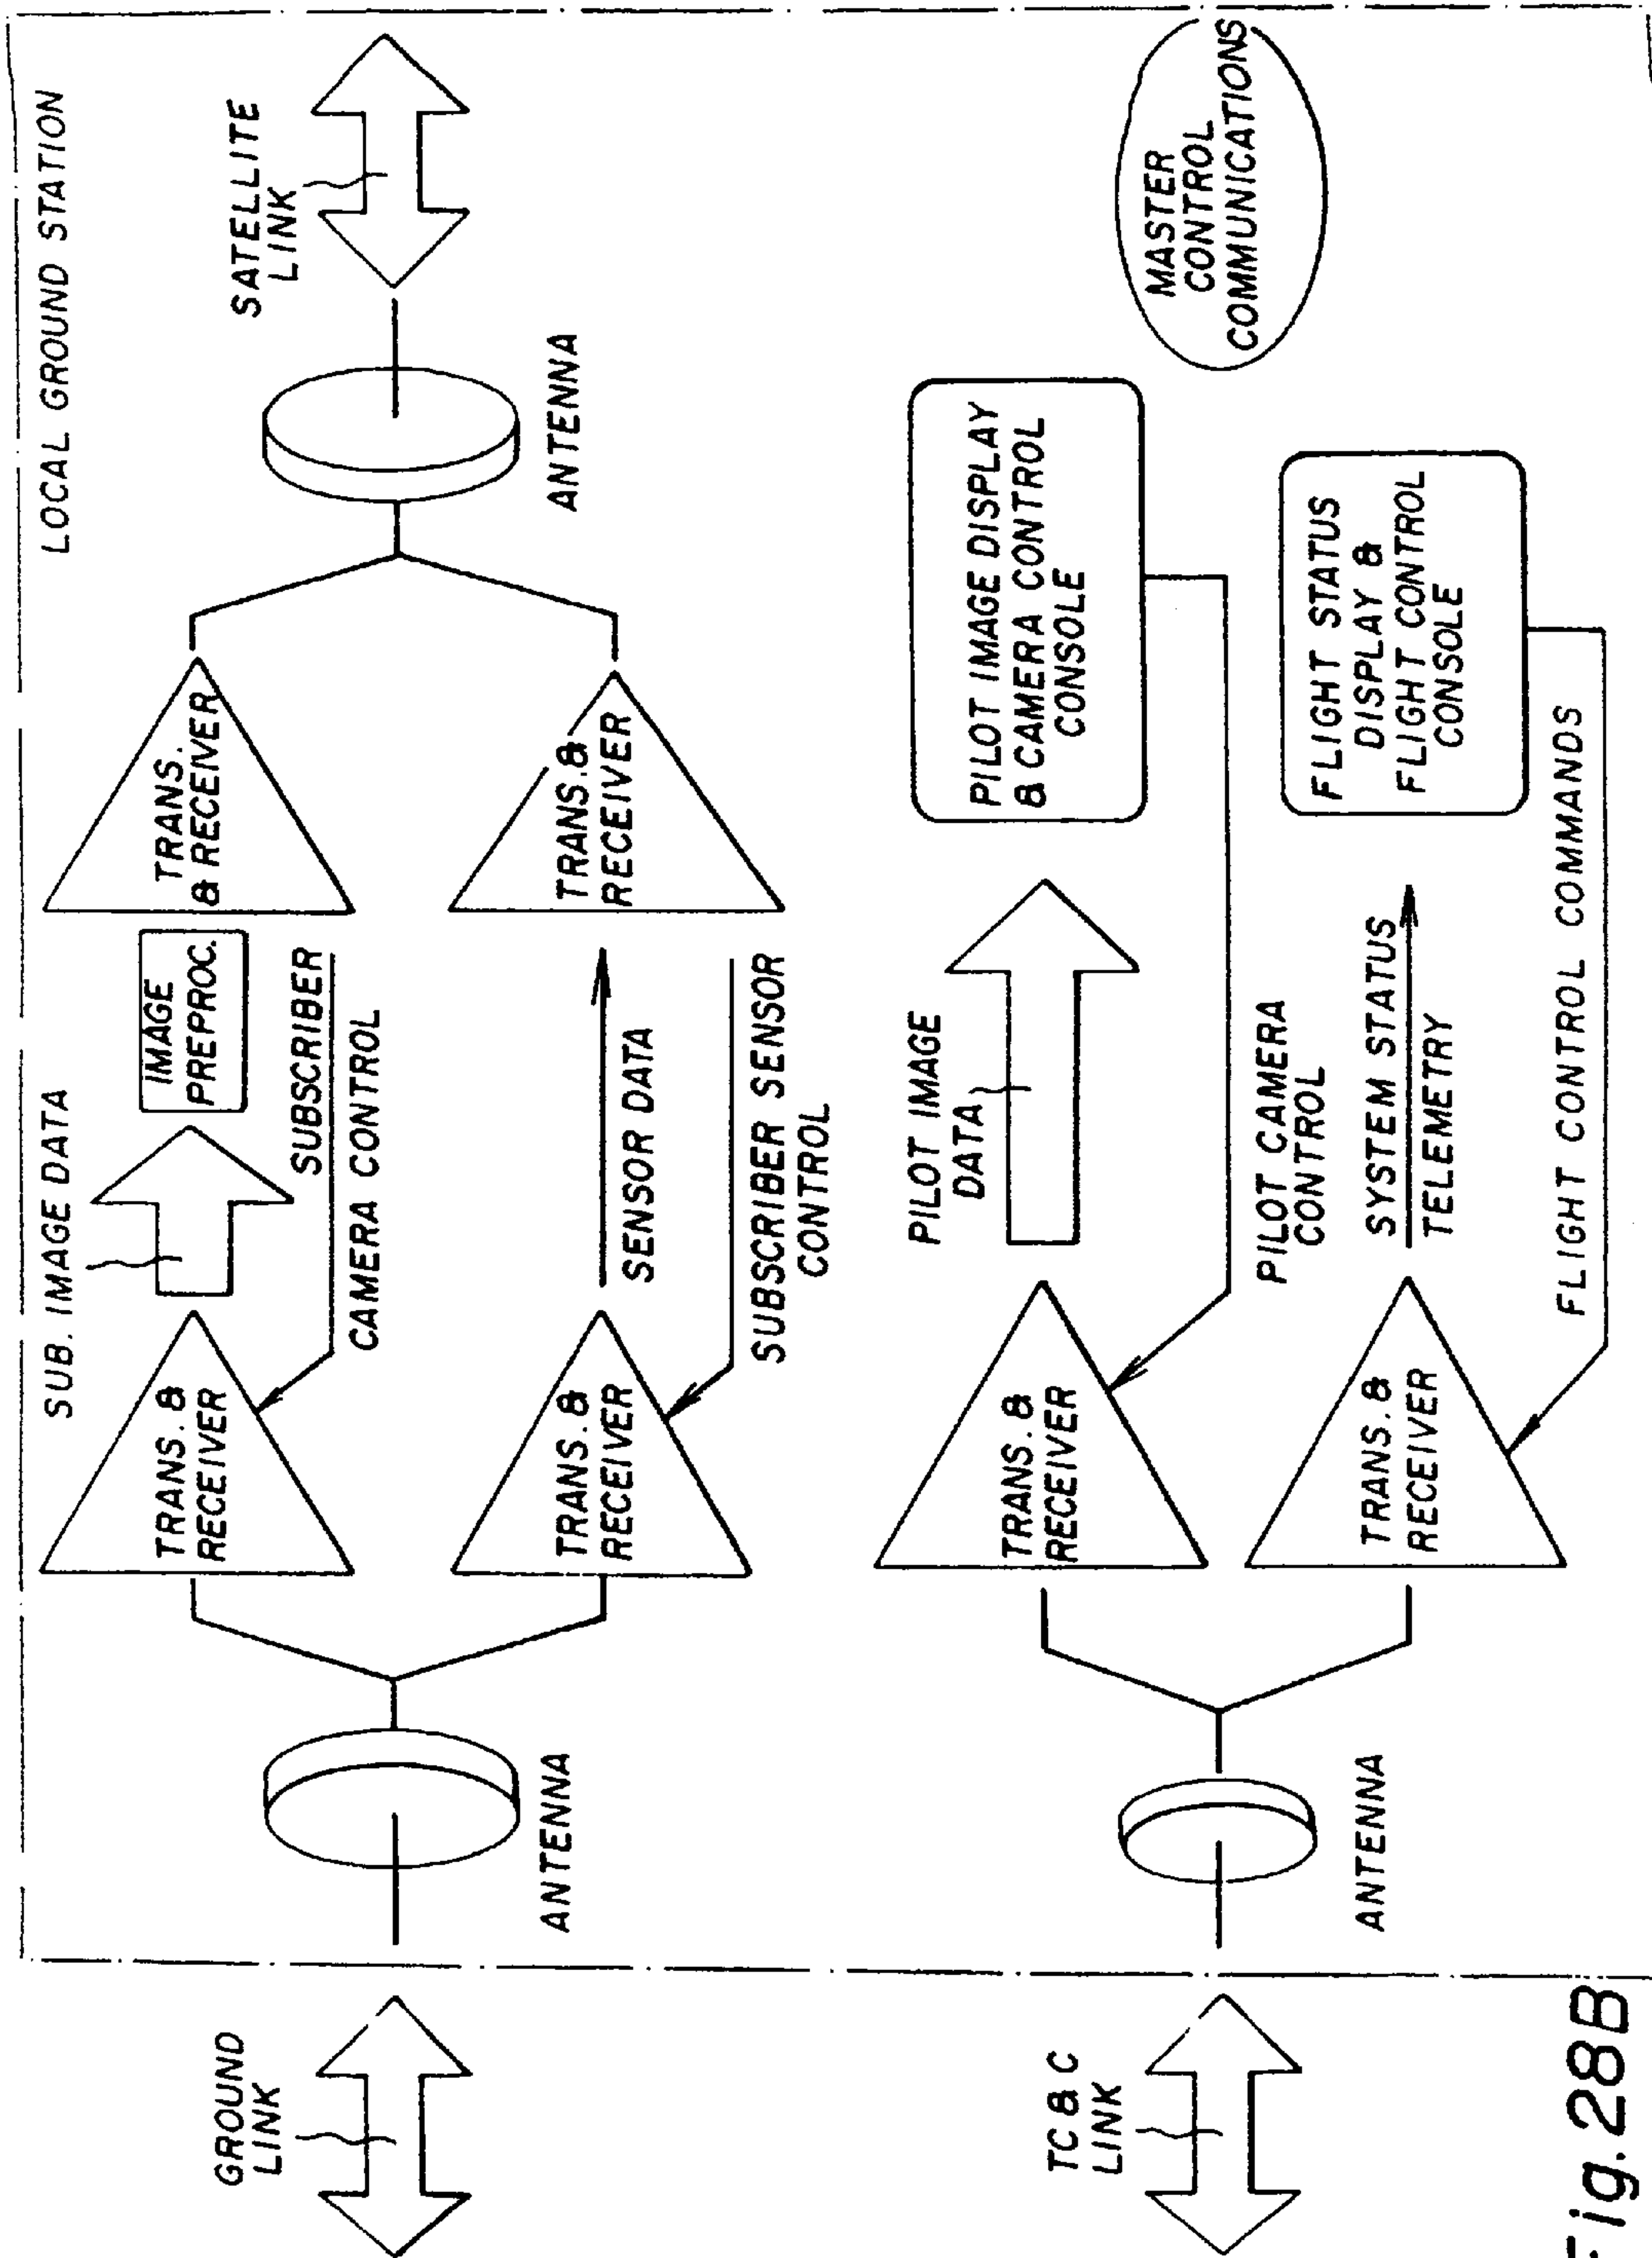 LOCAL GROUND STATION
SUB. IMAGE DATA
GROUND
LINK
ANTENNA
TRANS. &
RECEIVER
IMAGE
PREPROC.
SUBSCRIBER
CAMERA CONTROL
TRANS.
& RECEIVER
SATELLITE
LINK
ANTENNA
TRANS. &
RECEIVER
SENSOR DATA
SUBSCRIBER SENSOR
CONTROL
TRANS. &
RECEIVER
TC & C
LINK
ANTENNA
TRANS. &
RECEIVER
PILOT IMAGE
DATA
PILOT CAMERA
CONTROL
PILOT IMAGE DISPLAY
& CAMERA CONTROL
CONSOLE
MASTER
CONTROL
COMMUNICATIONS
TRANS. &
RECEIVER
SYSTEM STATUS
TELEMETRY
FLIGHT STATUS
DISPLAY &
FLIGHT CONTROL
CONSOLE
FLIGHT CONTROL COMMANDS
Fig. 28B